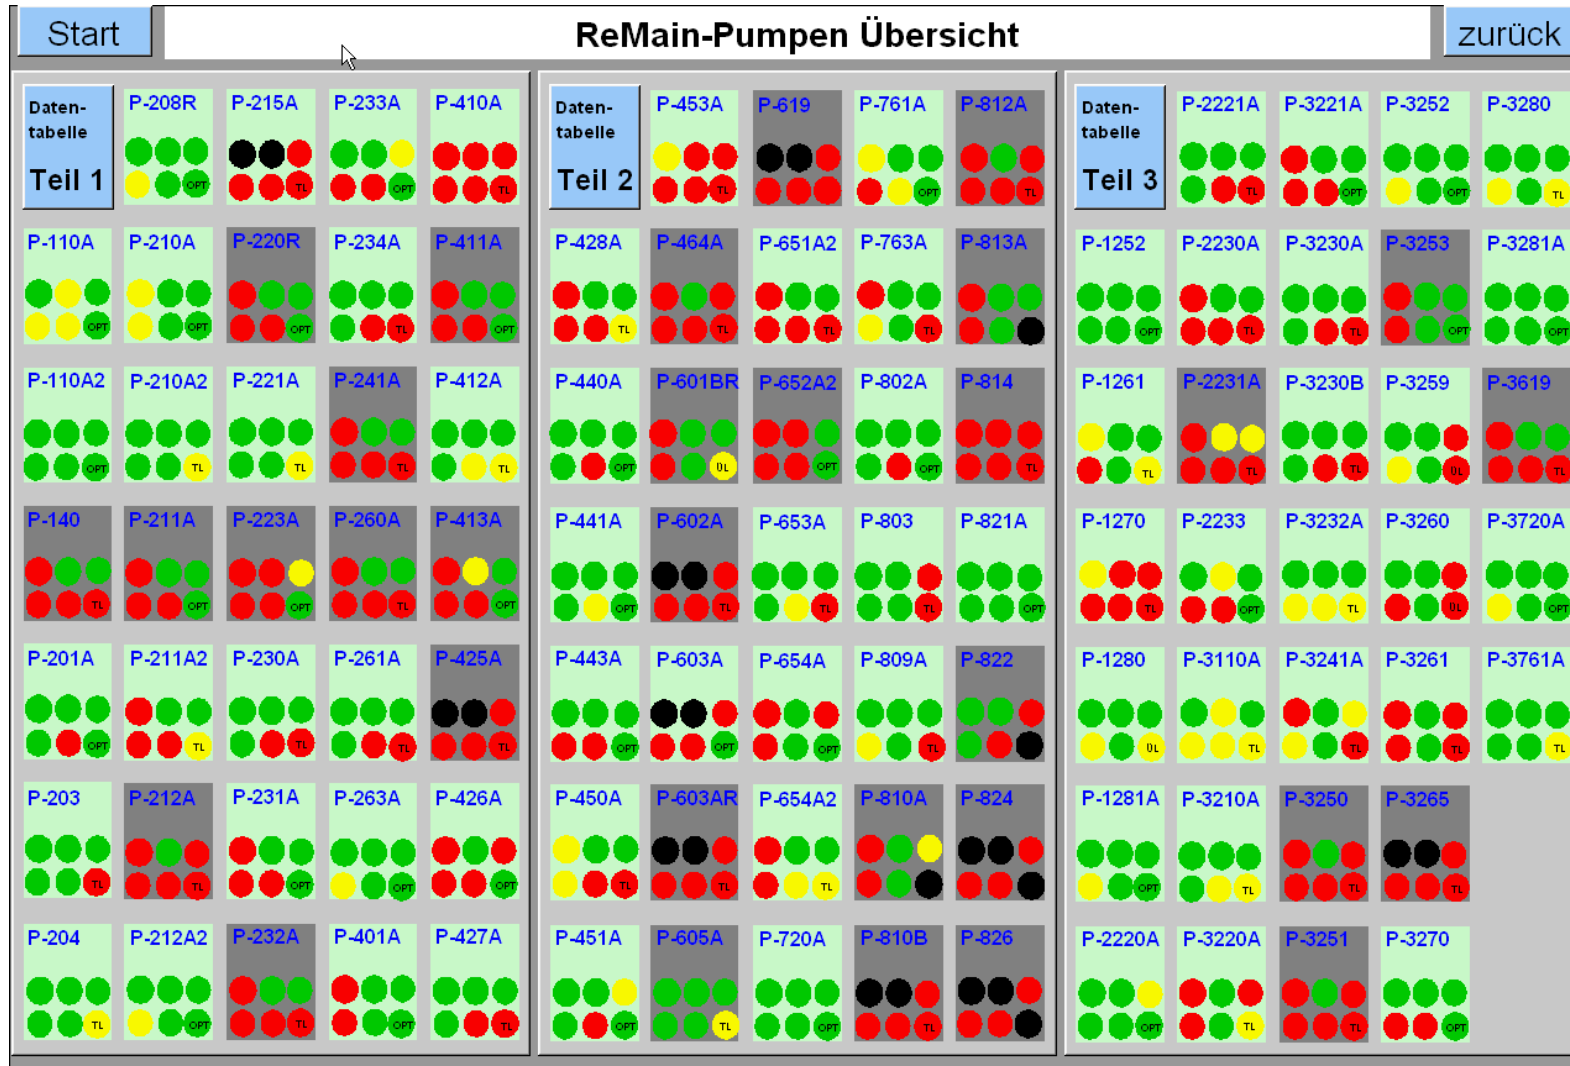 Start
ReMain-Pumpen Übersicht
zurück
Daten-
tabelle
Teil 1
P-208R
OPT
P-215A
TL
P-233A
OPT
P-410A
TL
P-110A
OPT
P-210A
OPT
P-220R
OPT
P-234A
TL
P-411A
OPT
P-110A2
OPT
P-210A2
TL
P-221A
TL
P-241A
TL
P-412A
TL
P-140
TL
P-211A
OPT
P-223A
OPT
P-260A
TL
P-413A
OPT
P-201A
OPT
P-211A2
TL
P-230A
TL
P-261A
TL
P-425A
TL
P-203
TL
P-212A
TL
P-231A
OPT
P-263A
OPT
P-426A
OPT
P-204
TL
P-212A2
OPT
P-232A
TL
P-401A
OPT
P-427A
TL
Daten-
tabelle
Teil 2
P-453A
TL
P-619
P-761A
OPT
P-812A
TL
P-428A
TL
P-464A
TL
P-651A2
TL
P-763A
TL
P-813A
P-440A
OPT
P-601BR
ÜL
P-652A2
OPT
P-802A
OPT
P-814
TL
P-441A
OPT
P-602A
TL
P-653A
TL
P-803
TL
P-821A
OPT
P-443A
OPT
P-603A
OPT
P-654A
OPT
P-809A
TL
P-822
P-450A
TL
P-603AR
TL
P-654A2
TL
P-810A
P-824
P-451A
OPT
P-605A
TL
P-720A
OPT
P-810B
TL
P-826
Daten-
tabelle
Teil 3
P-2221A
TL
P-3221A
OPT
P-3252
OPT
P-3280
TL
P-1252
OPT
P-2230A
TL
P-3230A
TL
P-3253
OPT
P-3281A
OPT
P-1261
TL
P-2231A
TL
P-3230B
TL
P-3259
ÜL
P-3619
TL
P-1270
TL
P-2233
OPT
P-3232A
TL
P-3260
ÜL
P-3720A
OPT
P-1280
ÜL
P-3110A
TL
P-3241A
TL
P-3261
TL
P-3761A
TL
P-1281A
OPT
P-3210A
TL
P-3250
TL
P-3265
TL
P-2220A
OPT
P-3220A
TL
P-3251
TL
P-3270
OPT